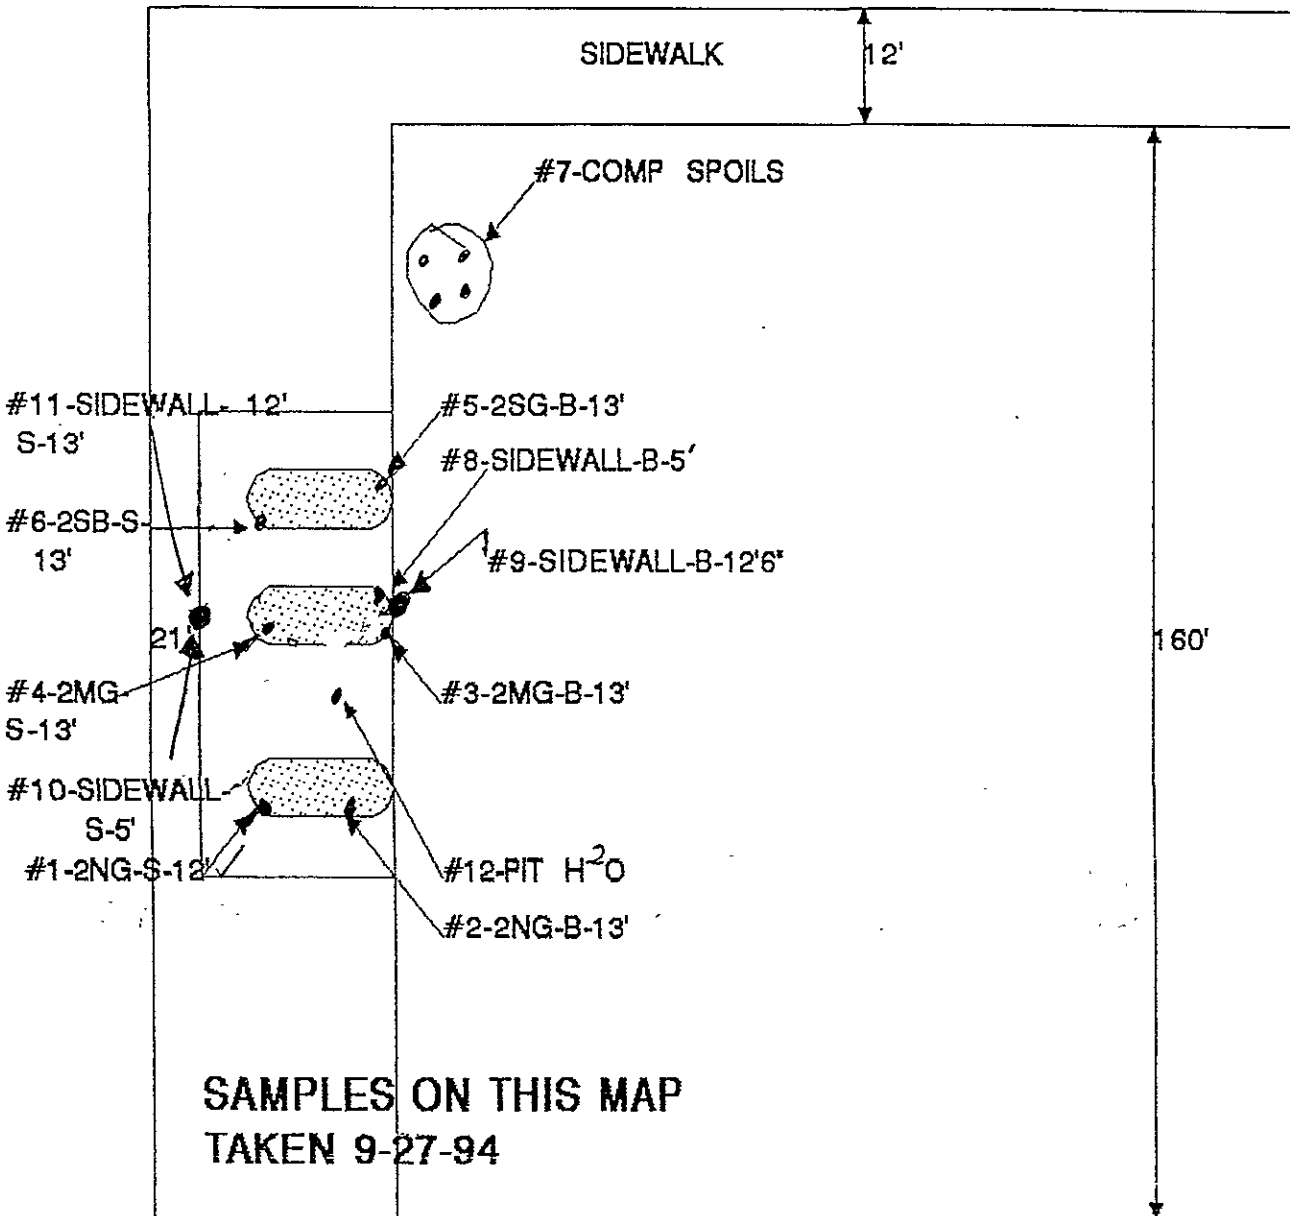 SIDEWALK 12'
#7-COMP SPOILS
#11-SIDEWALL- 12'
S-13'
#5-2SG-B-13'
#8-SIDEWALL-B-5'
#6-2SB-S-
13'
#9-SIDEWALL-B-12'6"
21'
160'
#4-2MG-
S-13'
#3-2MG-B-13'
#10-SIDEWALL-
S-5'
#1-2NG-S-12'
#12-PIT H2O
#2-2NG-B-13'
SAMPLES ON THIS MAP
TAKEN 9-27-94